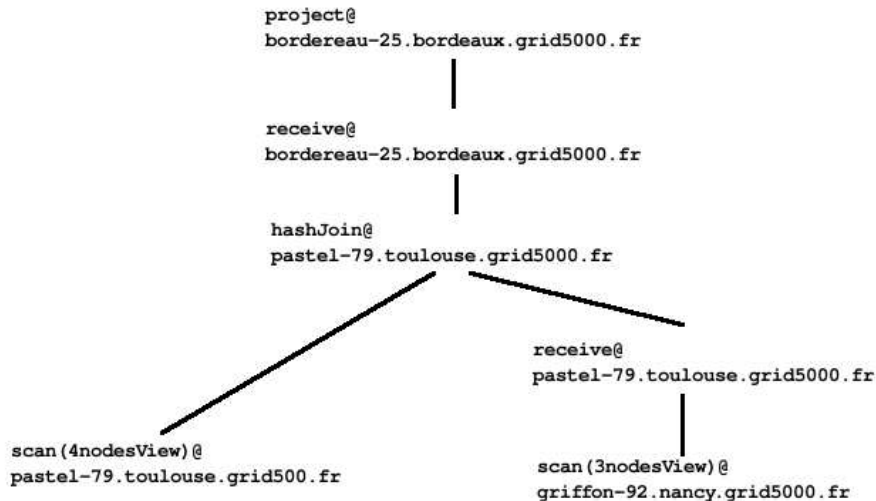 project@
bordereau-25.bordeaux.grid5000.fr
receive@
bordereau-25.bordeaux.grid5000.fr
hashJoin@
pastel-79.toulouse.grid5000.fr
receive@
pastel-79.toulouse.grid5000.fr
scan(4nodesView)@
pastel-79.toulouse.grid500.fr
scan(3nodesView)@
griffon-92.nancy.grid5000.fr